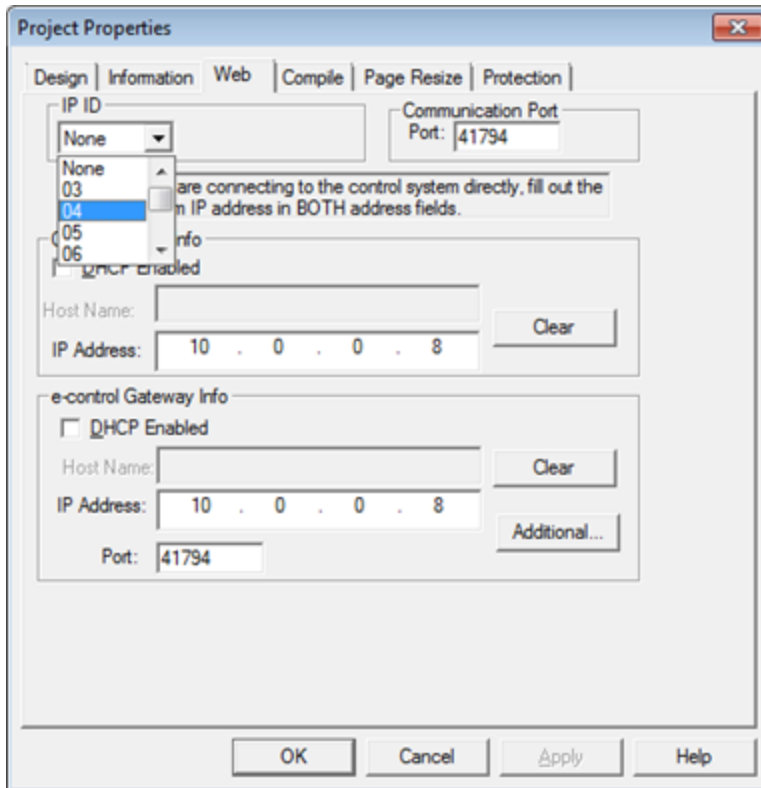 Project Properties
Design Information Web Compile Page Resize Protection
IP ID
None
Communication Port
Port: 41794
None
03
04
05
06
are connecting to the control system directly, fill out the
IP address in BOTH address fields.
nfo
DHCP Enabled
Host Name:
IP Address: 10 . 0 . 0 . 8
Clear
e-control Gateway Info
DHCP Enabled
Host Name:
Clear
IP Address: 10 . 0 . 0 . 8
Additional...
Port: 41794
OK Cancel Apply Help